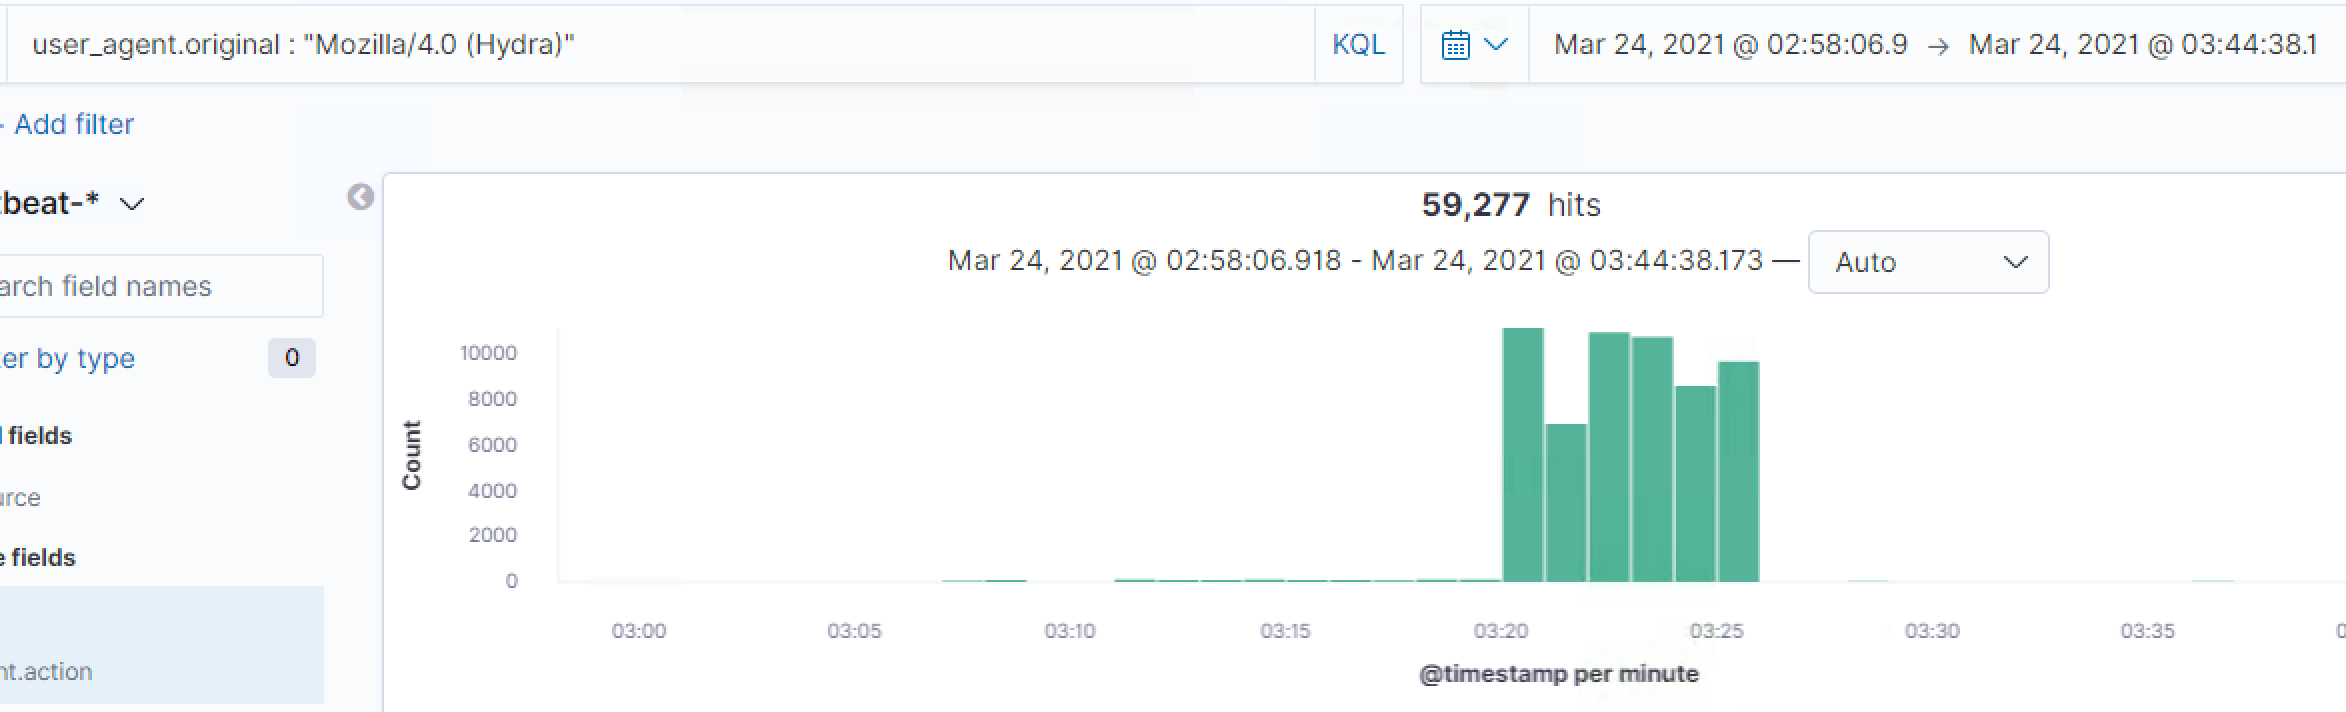 user_agent.original : "Mozilla/4.0 (Hydra)" KQL Mar 24, 2021 @ 02:58:06.9 → Mar 24, 2021 @ 03:44:38.1
Add filter
beat-*
59,277 hits
Mar 24, 2021 @ 02:58:06.918 - Mar 24, 2021 @ 03:44:38.173 — Auto
arch field names
er by type 0
fields
urce
fields
nt.action
Count
10000
8000
6000
4000
2000
0
03:00 03:05 03:10 03:15 03:20 03:25 03:30 03:35
@timestamp per minute